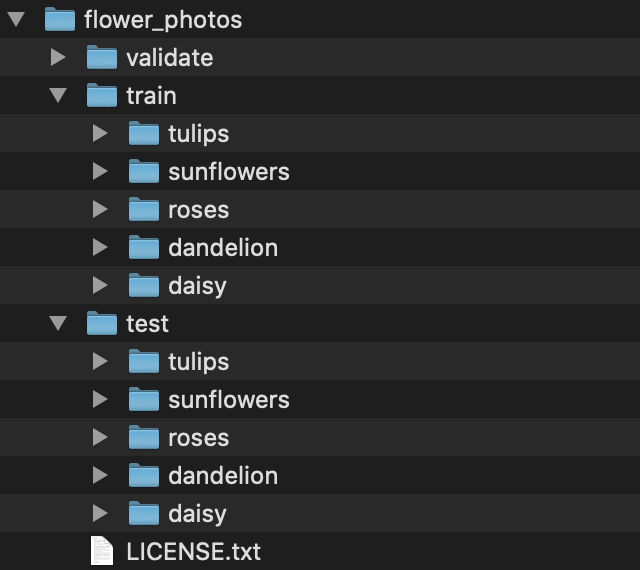 flower_photos
validate
train
tulips
sunflowers
roses
dandelion
daisy
test
tulips
sunflowers
roses
dandelion
daisy
LICENSE.txt